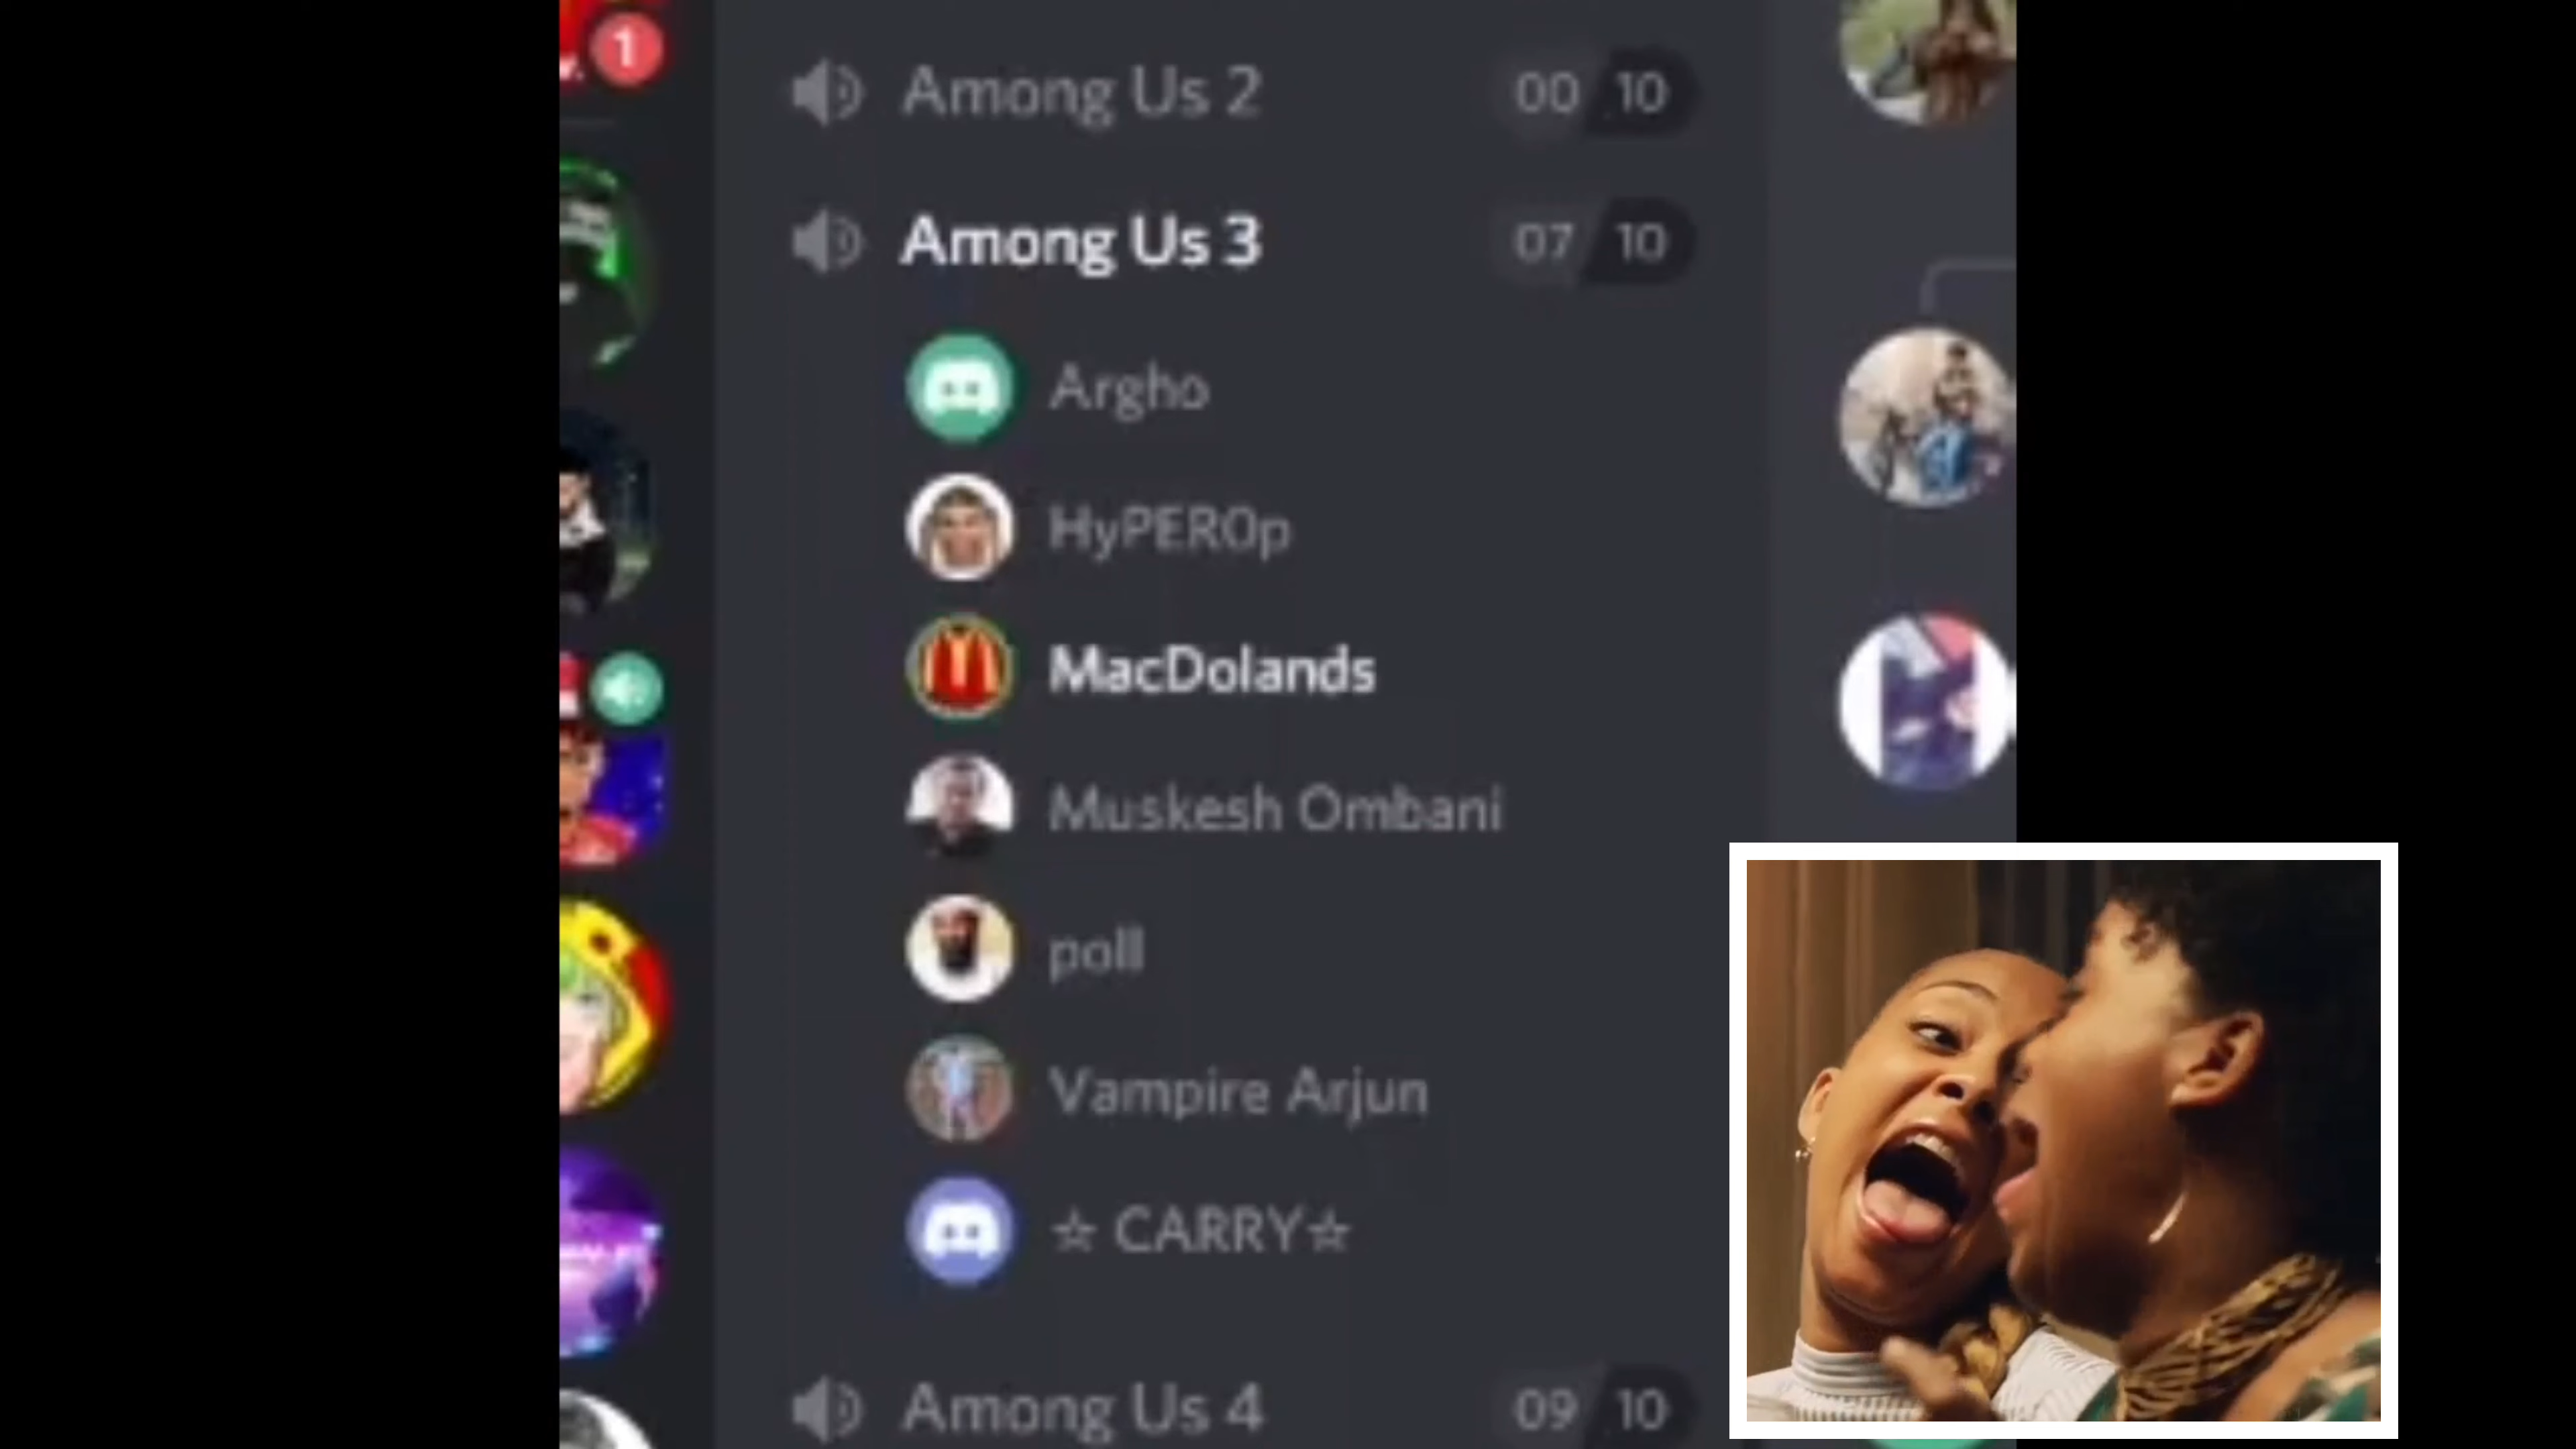 1
Among Us 2 00 10
Among Us 3 07 10
Argho
HyPER0p
MacDolands
Muskesh Ombani
poll
Vampire Arjun
☆ CARRY☆
Among Us 4 09 10